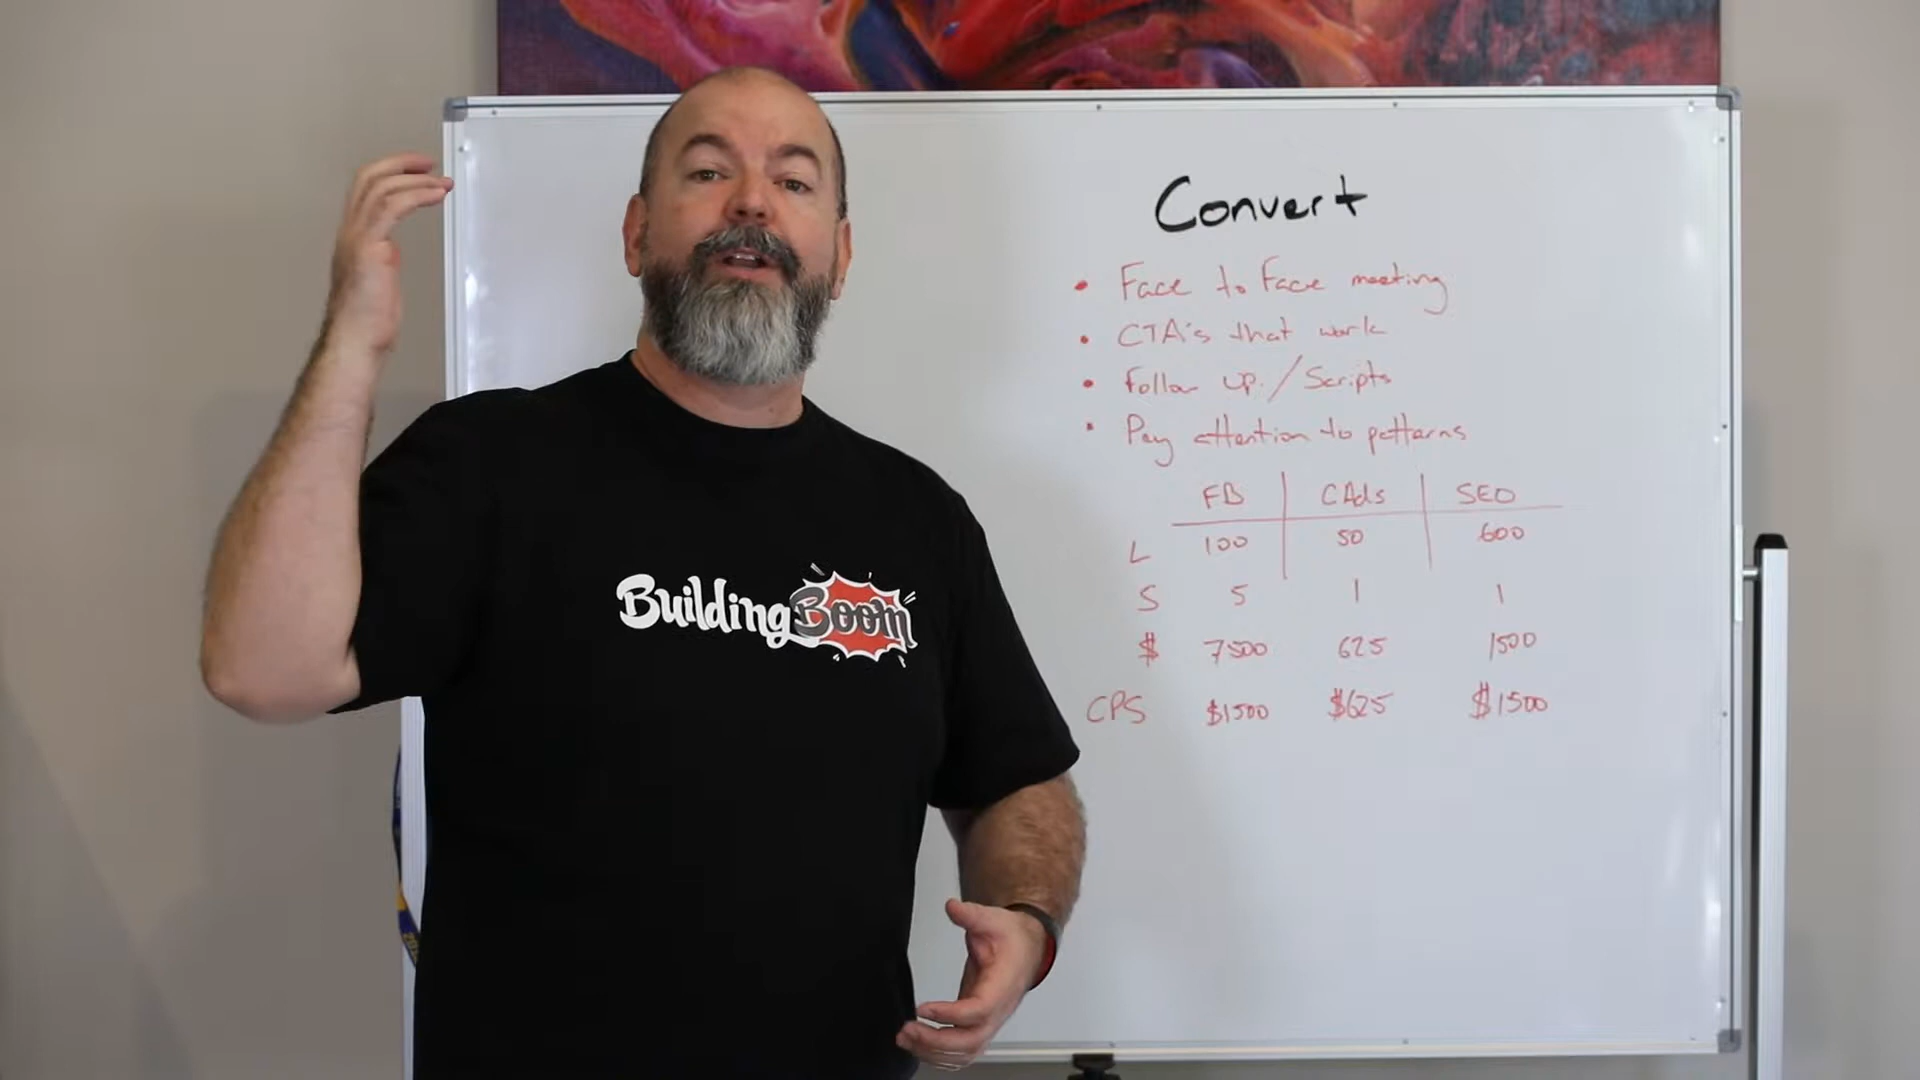 Convert
• Face to Face meeting
• CTA's that work
• Follow up./Scripts
• Pay attention to patterns
FB CAds SEO
L 100 50 600
S 5 1 1
$ 7500 625 1500
CPS $1500 $625 $1500
BuildingBoom